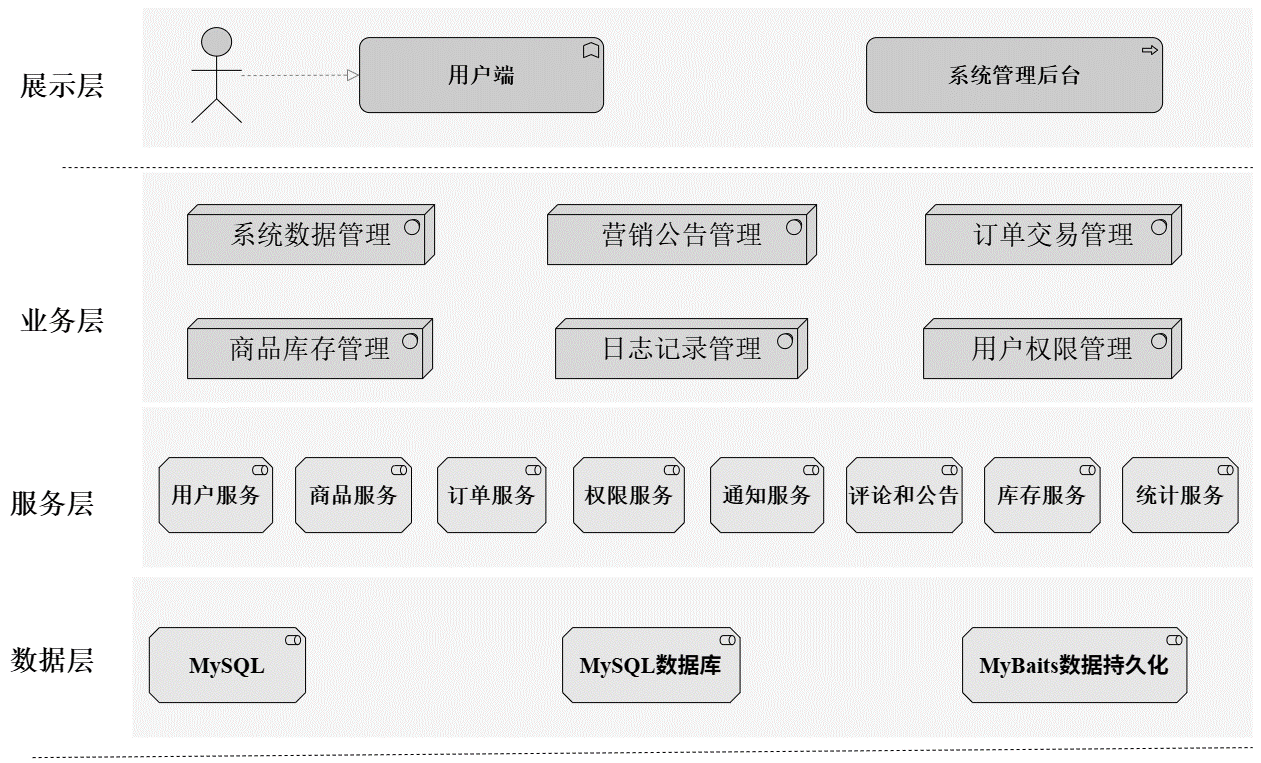 展示层
用户端
系统管理后台
系统数据管理
营销公告管理
订单交易管理
业务层
商品库存管理
日志记录管理
用户权限管理
服务层
用户服务
商品服务
订单服务
权限服务
通知服务
评论和公告
库存服务
统计服务
数据层
MySQL
MySQL数据库
MyBaits数据持久化